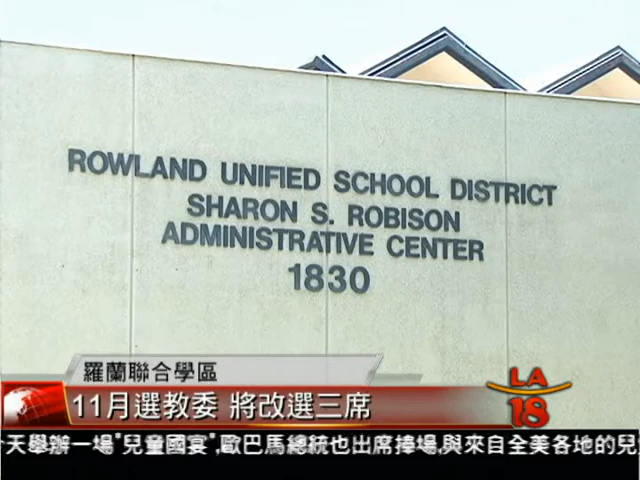 ROWLAND UNIFIED SCHOOL DISTRICT
SHARON S. ROBISON
ADMINISTRATIVE CENTER
1830
羅蘭聯合學區
11月選教委 將改選三席
LA
18
天舉辦一場"兒童國宴",歐巴馬總統也出席捧場,與來自全美各地的兒